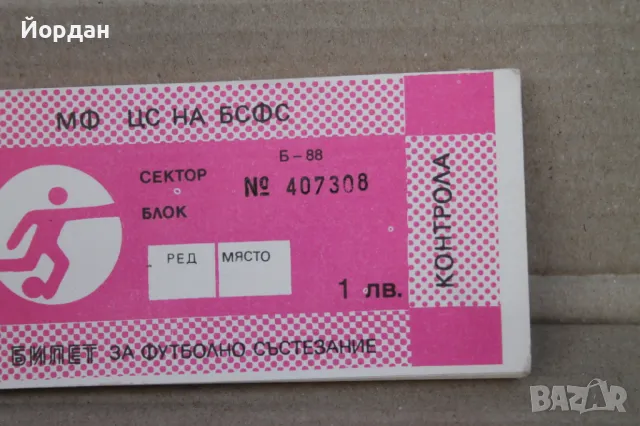 Йордан
МФ ЦС НА БСФС
Б-88
СЕКТОР № 407308
БЛОК
РЕД МЯСТО
1 лв.
КОНТРОЛА
БИЛЕТ ЗА ФУТБОЛНО СЪСТЕЗАНИЕ
BAZAR